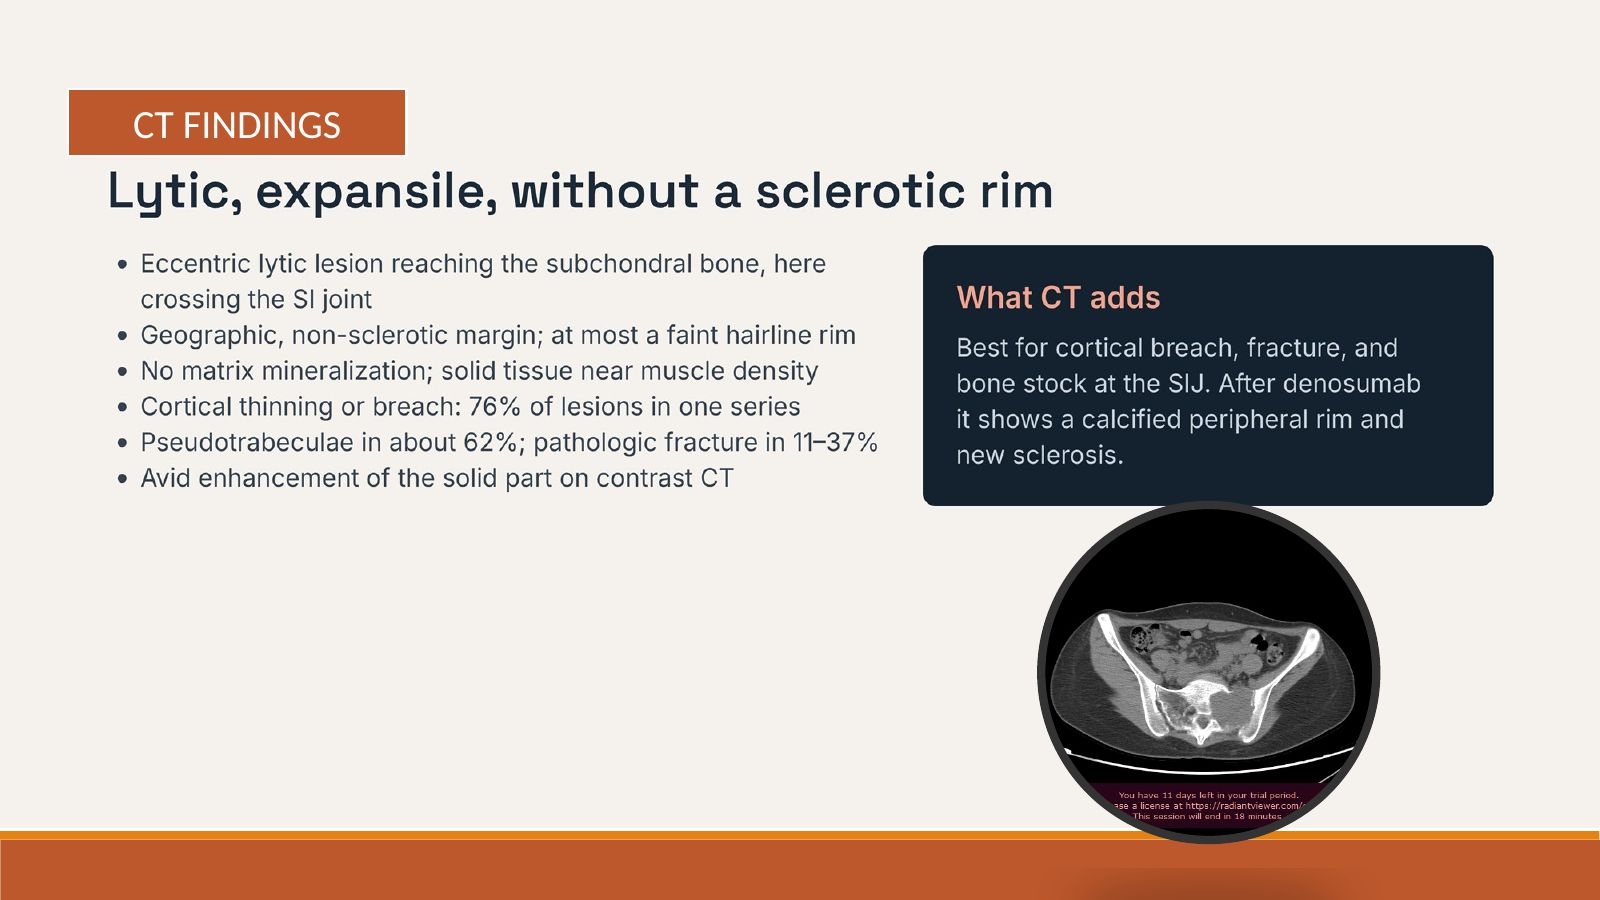 CT FINDINGS
Lytic, expansile, without a sclerotic rim
• Eccentric lytic lesion reaching the subchondral bone, here
crossing the SI joint
• Geographic, non-sclerotic margin; at most a faint hairline rim
• No matrix mineralization; solid tissue near muscle density
• Cortical thinning or breach: 76% of lesions in one series
• Pseudotrabeculae in about 62%; pathologic fracture in 11–37%
• Avid enhancement of the solid part on contrast CT
What CT adds
Best for cortical breach, fracture, and
bone stock at the SIJ. After denosumab
it shows a calcified peripheral rim and
new sclerosis.
You have 11 days left in your trial period.
a license at https://radiantviewer.com/
This session will end in 18 minutes